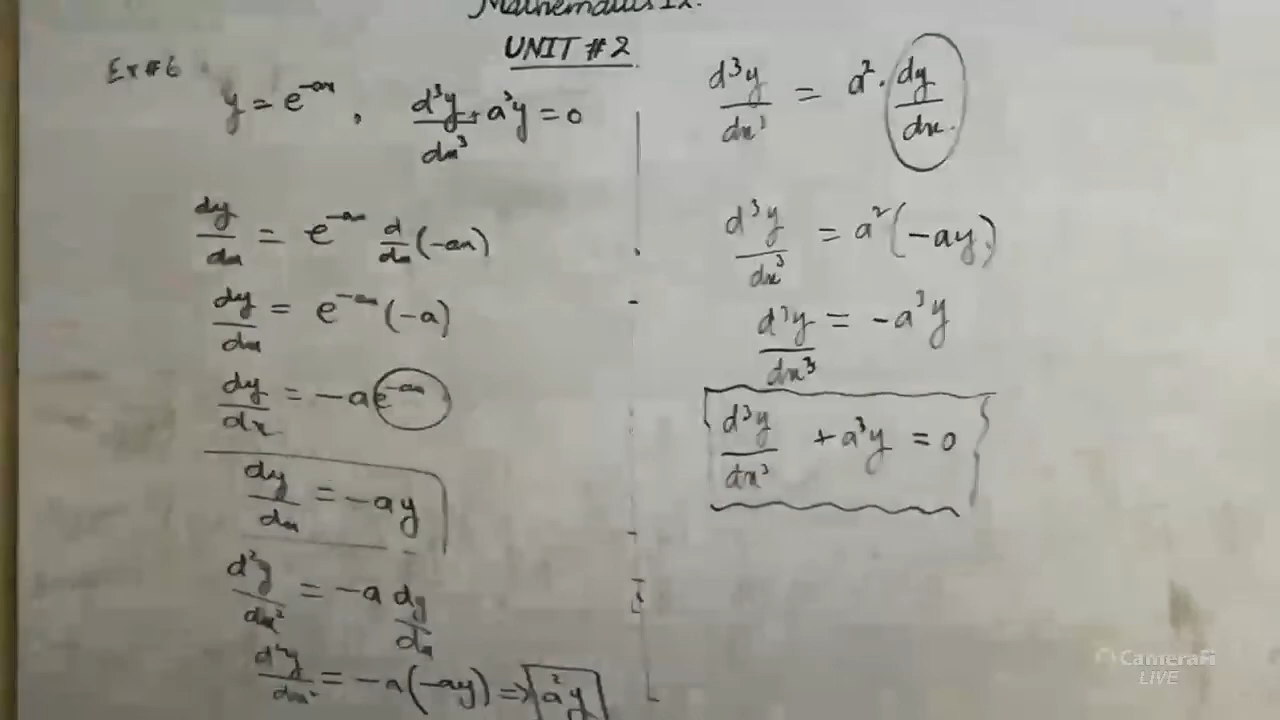 UNIT #2
Ex#6
y = e^{-ax} , d³y/dx³ + a³y = 0
dy/dx = e^{-ax} d/dx (-ax)
dy/dx = e^{-ax} (-a)
dy/dx = -a e^{-ax}
dy/dx = -ay
d²y/dx² = -a dy/dx
d²y/dx² = -a(-ay) ⇒ a²y
d³y/dx³ = a² · dy/dx
d³y/dx³ = a²(-ay)
d³y/dx³ = -a³y
d³y/dx³ + a³y = 0
CameraFi
LIVE